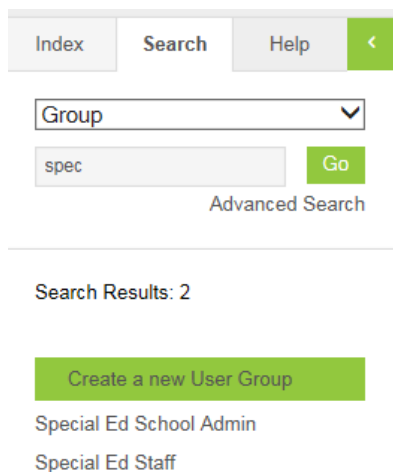 Index Search Help <
Group
spec Go
Advanced Search
Search Results: 2
Create a new User Group
Special Ed School Admin
Special Ed Staff